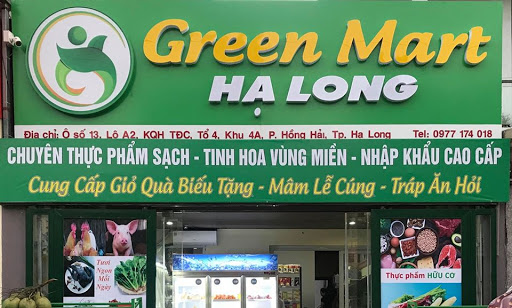 Green Mart
HẠ LONG
Địa chỉ: Ô số 13, Lô A2, KQH TĐC, Tổ 4, Khu 4A, P. Hồng Hải, Tp. Hạ Long Tel: 0977 174 018
CHUYÊN THỰC PHẨM SẠCH - TINH HOA VÙNG MIỀN - NHẬP KHẨU CAO CẤP
Cung Cấp Giỏ Quà Biếu Tặng - Mâm Lễ Cúng - Tráp Ăn Hỏi
Tươi
Ngon
Mỗi
Ngày
Thực phẩm HỮU CƠ